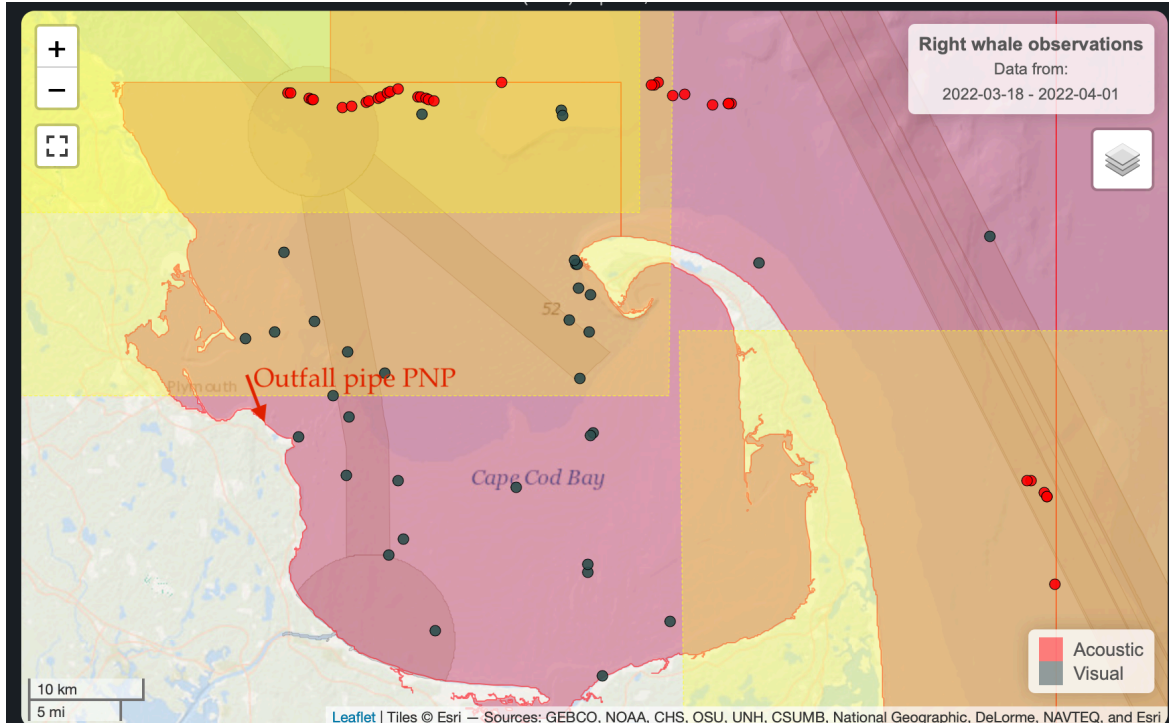 +
−
Right whale observations
Data from:
2022-03-18 - 2022-04-01
52
Plymouth
Outfall pipe PNP
Cape Cod Bay
Acoustic
Visual
10 km
5 mi
Leaflet | Tiles © Esri — Sources: GEBCO, NOAA, CHS, OSU, UNH, CSUMB, National Geographic, DeLorme, NAVTEQ, and Esri